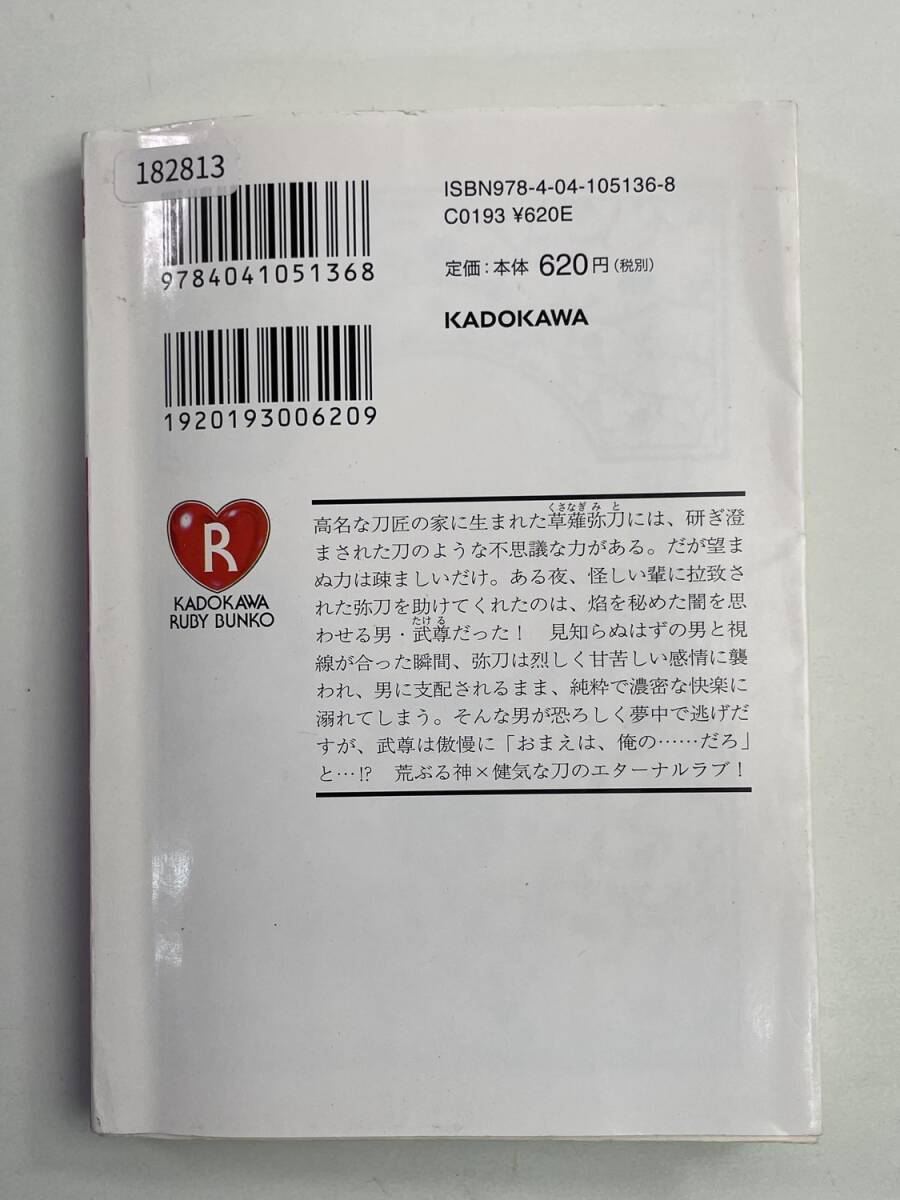 182813
9784041051368
ISBN978-4-04-105136-8
C0193 ¥620E
定価：本体 620円（税別）
KADOKAWA
1920193006209
R
KADOKAWA
RUBY BUNKO
くさなぎみと
高名な刀匠の家に生まれた草薙弥刀には、研ぎ澄
まされた刀のような不思議な力がある。だが望ま
ぬ力は疎ましいだけ。ある夜、怪しい輩に拉致さ
れた弥刀を助けてくれたのは、焰を秘めた闇を思
たける
わせる男・武尊だった！　見知らぬはずの男と視
線が合った瞬間、弥刀は烈しく甘苦しい感情に襲
われ、男に支配されるまま、純粋で濃密な快楽に
溺れてしまう。そんな男が恐ろしく夢中で逃げだ
すが、武尊は傲慢に「おまえは、俺の……だろ」
と…!?　荒ぶる神×健気な刀のエターナルラブ！